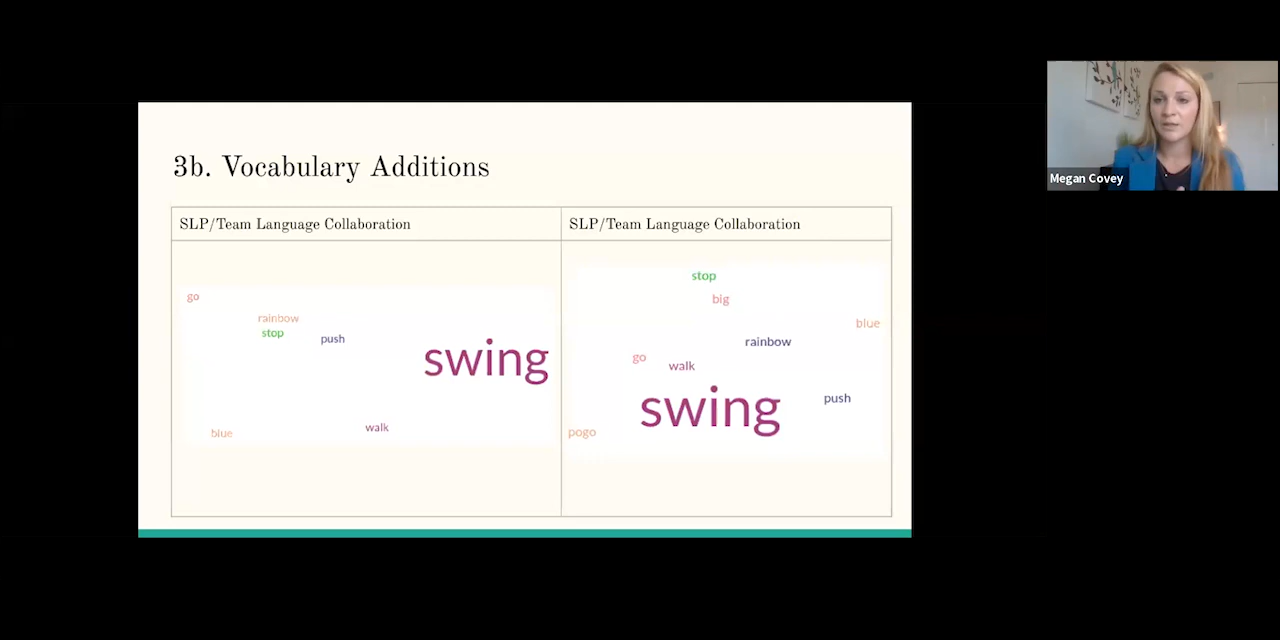 3b. Vocabulary Additions
SLP/Team Language Collaboration
go
rainbow
stop
push
swing
walk
blue
SLP/Team Language Collaboration
stop
big
blue
rainbow
go
walk
swing
push
pogo
Megan Covey